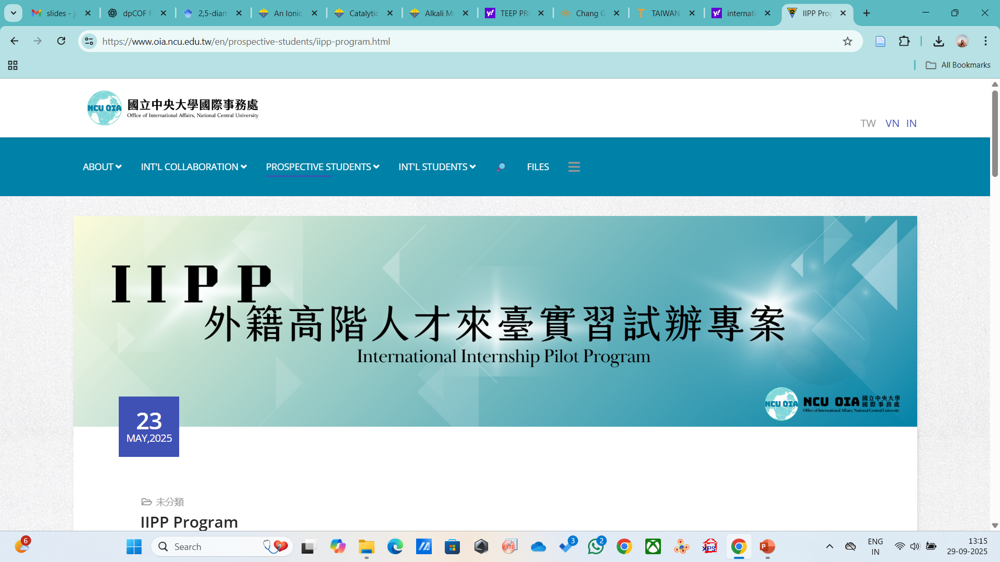 slides - j
dpCOF f
2,5-diam
An Ionic
Catalytic
Alkali M
TEEP PR
Chang G
TAIWAN
internati
IIPP Prog
https://www.oia.ncu.edu.tw/en/prospective-students/iipp-program.html
All Bookmarks
NCU OIA
國立中央大學國際事務處
Office of International Affairs, National Central University
TW VN IN
ABOUT INT'L COLLABORATION PROSPECTIVE STUDENTS INT'L STUDENTS FILES
IIPP
外籍高階人才來臺實習試辦專案
International Internship Pilot Program
NCU OIA
NCU OIA
國立中央大學
國際事務處
Office of International Affairs, National Central University
23
MAY,2025
未分類
IIPP Program
6
Search
3
2
XPS
ENG
IN
13:15
29-09-2025